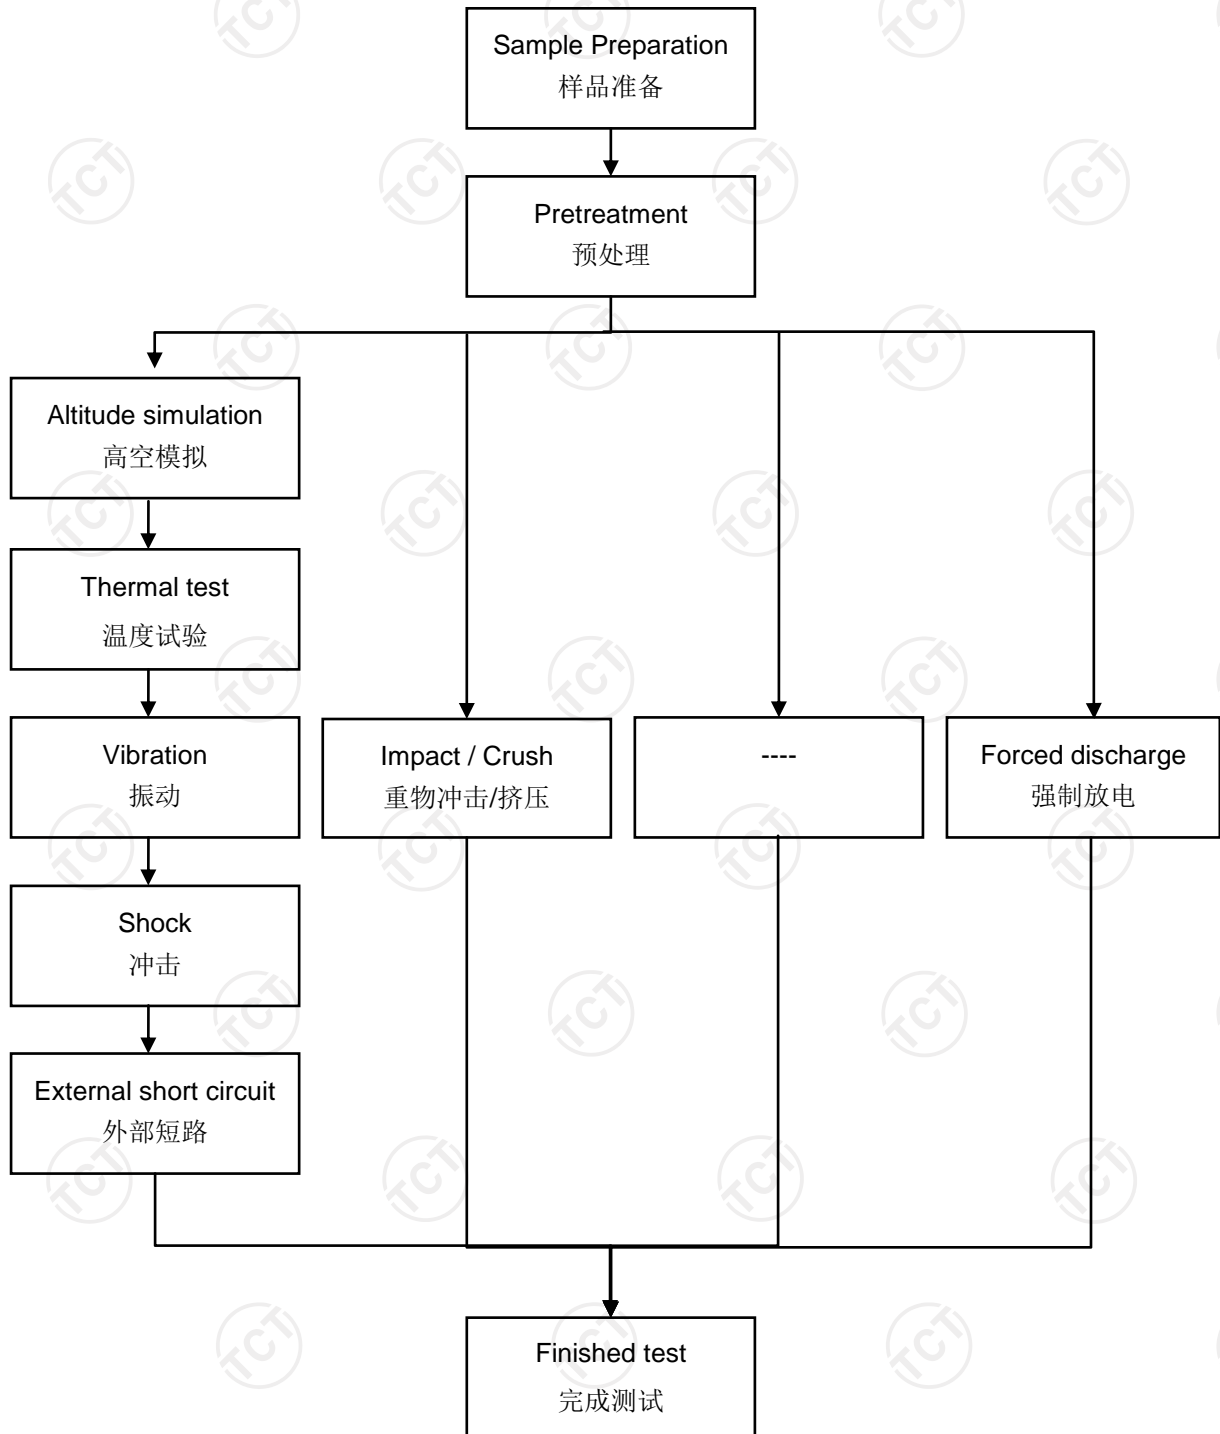 Sample Preparation
样品准备
Pretreatment
预处理
Altitude simulation
高空模拟
Thermal test
温度试验
Vibration
振动
Impact / Crush
重物冲击/挤压
----
Forced discharge
强制放电
Shock
冲击
External short circuit
外部短路
Finished test
完成测试
TCT